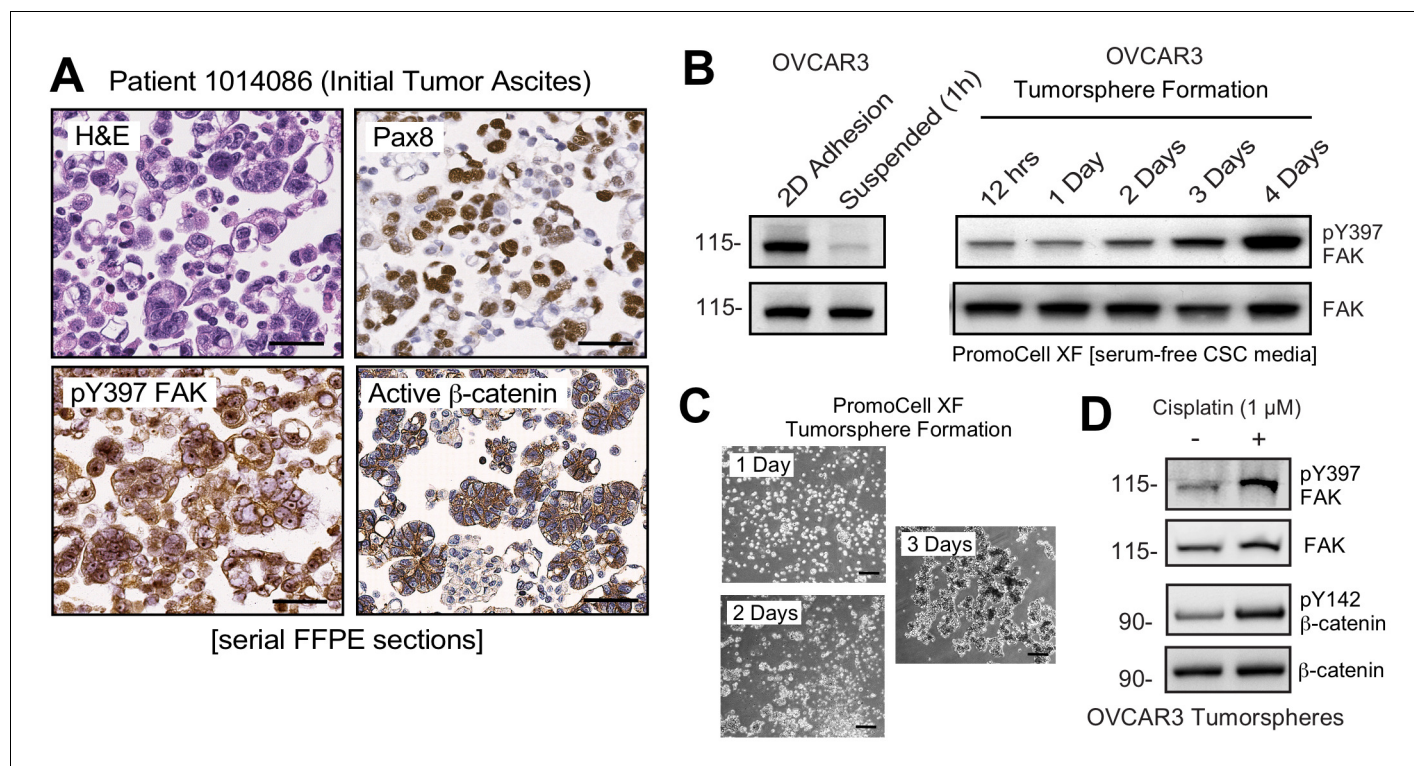 A
Patient 1014086 (Initial Tumor Ascites)
H&E
Pax8
pY397 FAK
Active β-catenin
[serial FFPE sections]
B
OVCAR3
2D Adhesion
Suspended (1h)
OVCAR3
Tumorsphere Formation
12 hrs
1 Day
2 Days
3 Days
4 Days
115-
pY397
FAK
115-
FAK
PromoCell XF [serum-free CSC media]
C
PromoCell XF
Tumorsphere Formation
1 Day
2 Days
3 Days
D
Cisplatin (1 µM)
- +
115-
pY397
FAK
115-
FAK
90-
pY142
β-catenin
90-
β-catenin
OVCAR3 Tumorspheres